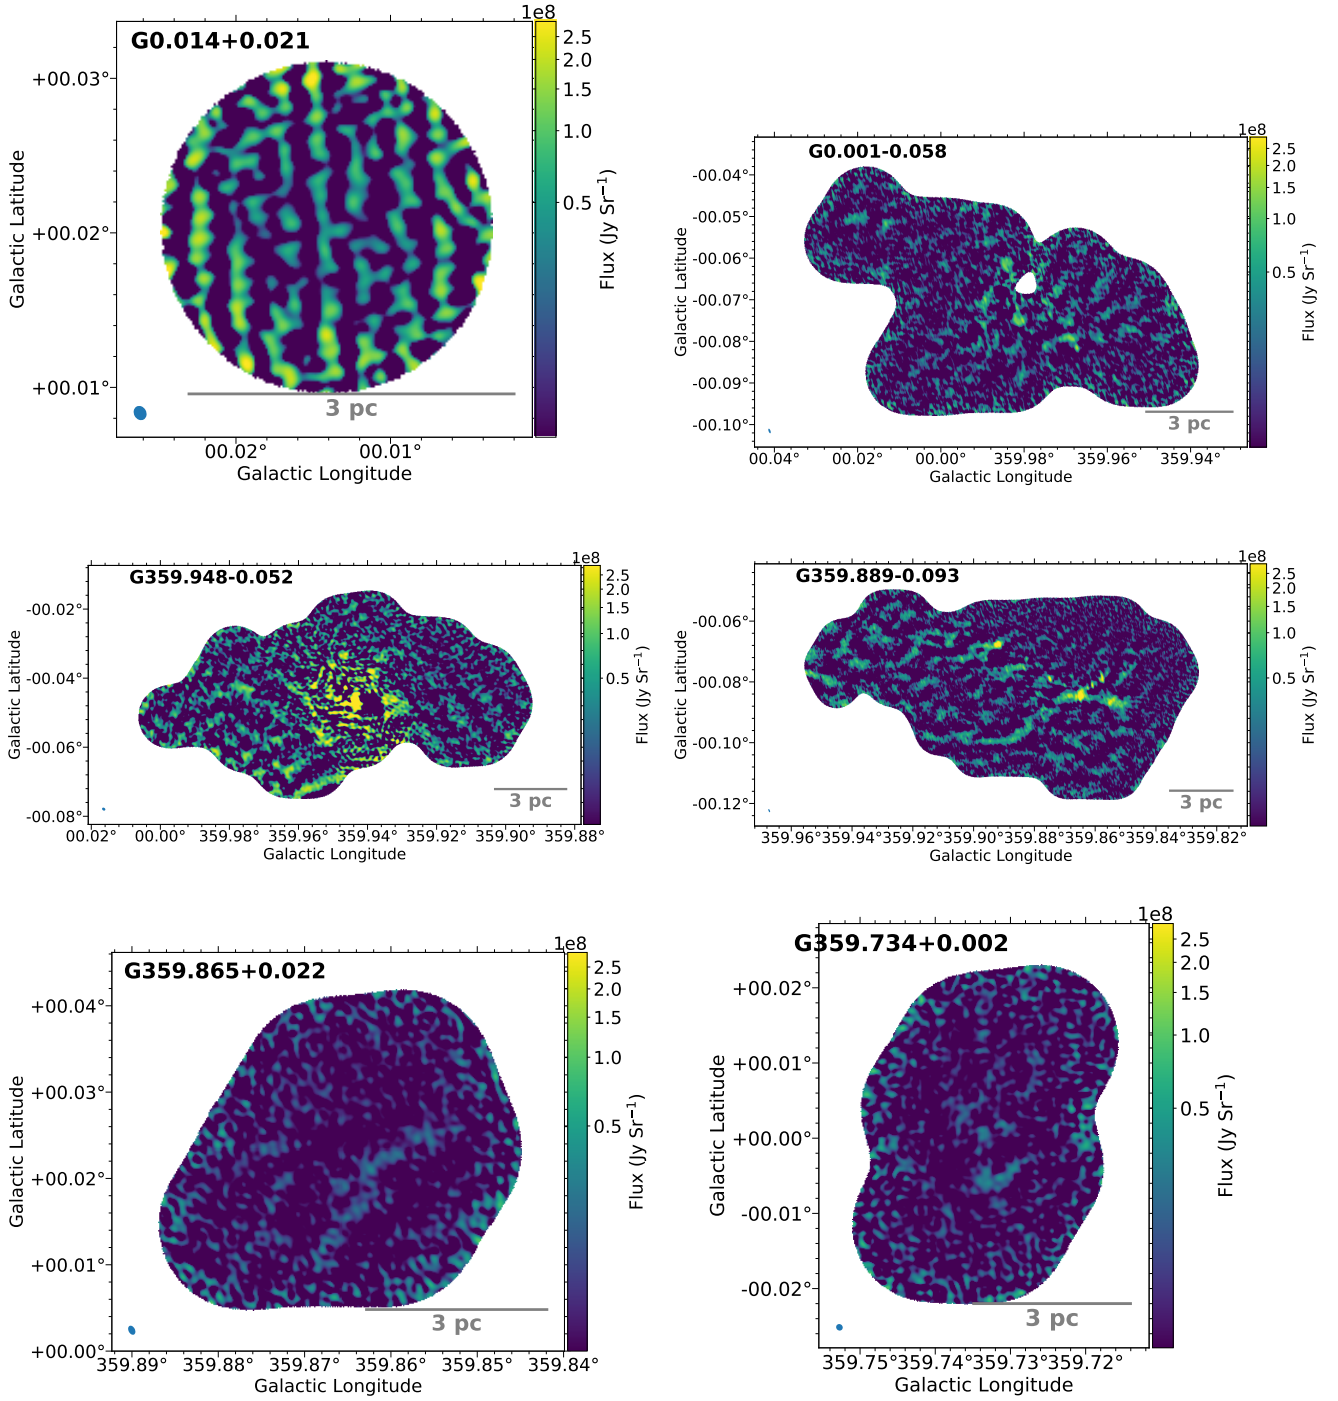 1e8
G0.014+0.021
+00.03°
+00.02°
+00.01°
Galactic Latitude
3 pc
00.02° 00.01°
Galactic Longitude
2.5
2.0
1.5
1.0
0.5
Flux (Jy Sr−1)
1e8
G0.001-0.058
-00.04°
-00.05°
-00.06°
-00.07°
-00.08°
-00.09°
-00.10°
Galactic Latitude
3 pc
00.04° 00.02° 00.00° 359.98° 359.96° 359.94°
Galactic Longitude
2.5
2.0
1.5
1.0
0.5
Flux (Jy Sr−1)
1e8
G359.948-0.052
-00.02°
-00.04°
-00.06°
-00.08°
Galactic Latitude
3 pc
00.02° 00.00° 359.98° 359.96° 359.94° 359.92° 359.90° 359.88°
Galactic Longitude
2.5
2.0
1.5
1.0
0.5
Flux (Jy Sr−1)
1e8
G359.889-0.093
-00.06°
-00.08°
-00.10°
-00.12°
Galactic Latitude
3 pc
359.96° 359.94° 359.92° 359.90° 359.88° 359.86° 359.84° 359.82°
Galactic Longitude
2.5
2.0
1.5
1.0
0.5
Flux (Jy Sr−1)
1e8
G359.865+0.022
+00.04°
+00.03°
+00.02°
+00.01°
+00.00°
Galactic Latitude
3 pc
359.89° 359.88° 359.87° 359.86° 359.85° 359.84°
Galactic Longitude
2.5
2.0
1.5
1.0
0.5
Flux (Jy Sr−1)
1e8
G359.734+0.002
+00.02°
+00.01°
+00.00°
-00.01°
-00.02°
Galactic Latitude
3 pc
359.75° 359.74° 359.73° 359.72°
Galactic Longitude
2.5
2.0
1.5
1.0
0.5
Flux (Jy Sr−1)